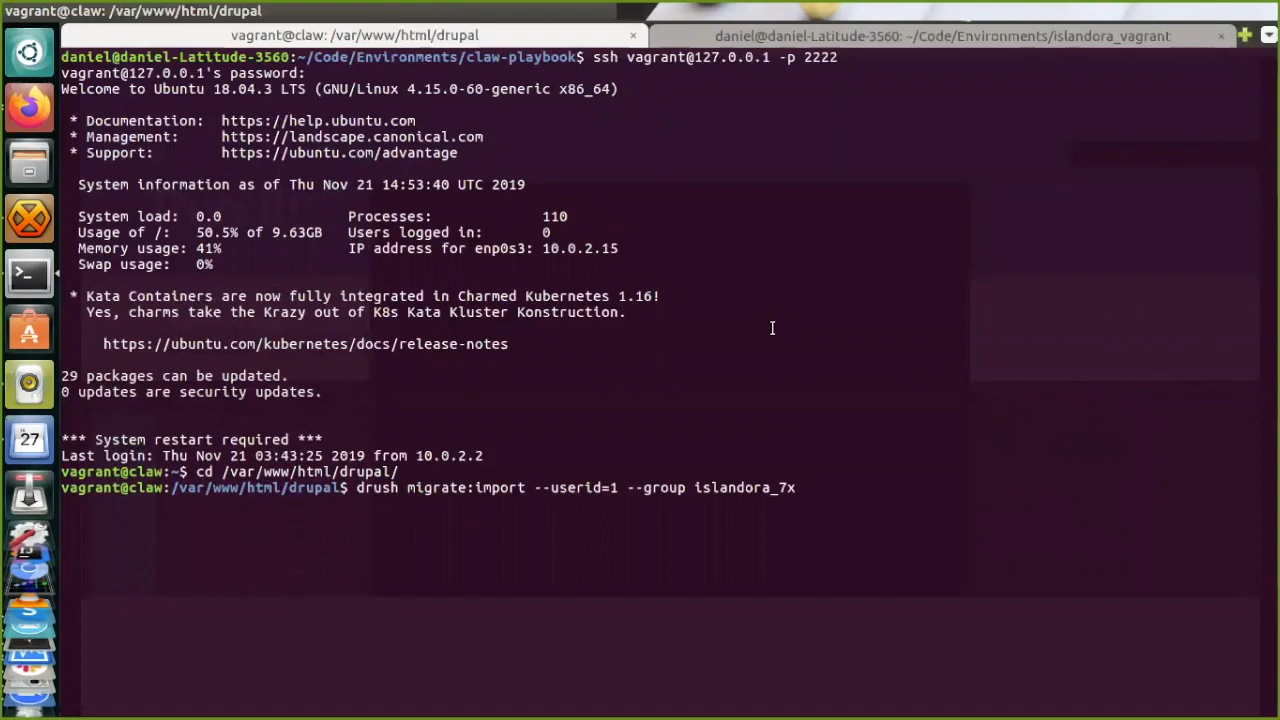 vagrant@claw: /var/www/html/drupal
vagrant@claw: /var/www/html/drupal ×
daniel@daniel-Latitude-3560: ~/Code/Environments/islandora_vagrant ×
daniel@daniel-Latitude-3560:~/Code/Environments/claw-playbook$ ssh vagrant@127.0.0.1 -p 2222
vagrant@127.0.0.1's password:
Welcome to Ubuntu 18.04.3 LTS (GNU/Linux 4.15.0-60-generic x86_64)
* Documentation:  https://help.ubuntu.com
* Management:     https://landscape.canonical.com
* Support:        https://ubuntu.com/advantage
System information as of Thu Nov 21 14:53:40 UTC 2019
System load:  0.0               Processes:             110
Usage of /:   50.5% of 9.63GB   Users logged in:       0
Memory usage: 41%               IP address for enp0s3: 10.0.2.15
Swap usage:   0%
* Kata Containers are now fully integrated in Charmed Kubernetes 1.16!
Yes, charms take the Krazy out of K8s Kata Kluster Konstruction.
https://ubuntu.com/kubernetes/docs/release-notes
29 packages can be updated.
0 updates are security updates.
*** System restart required ***
Last login: Thu Nov 21 03:43:25 2019 from 10.0.2.2
vagrant@claw:~$ cd /var/www/html/drupal/
vagrant@claw:/var/www/html/drupal$ drush migrate:import --userid=1 --group islandora_7x
27